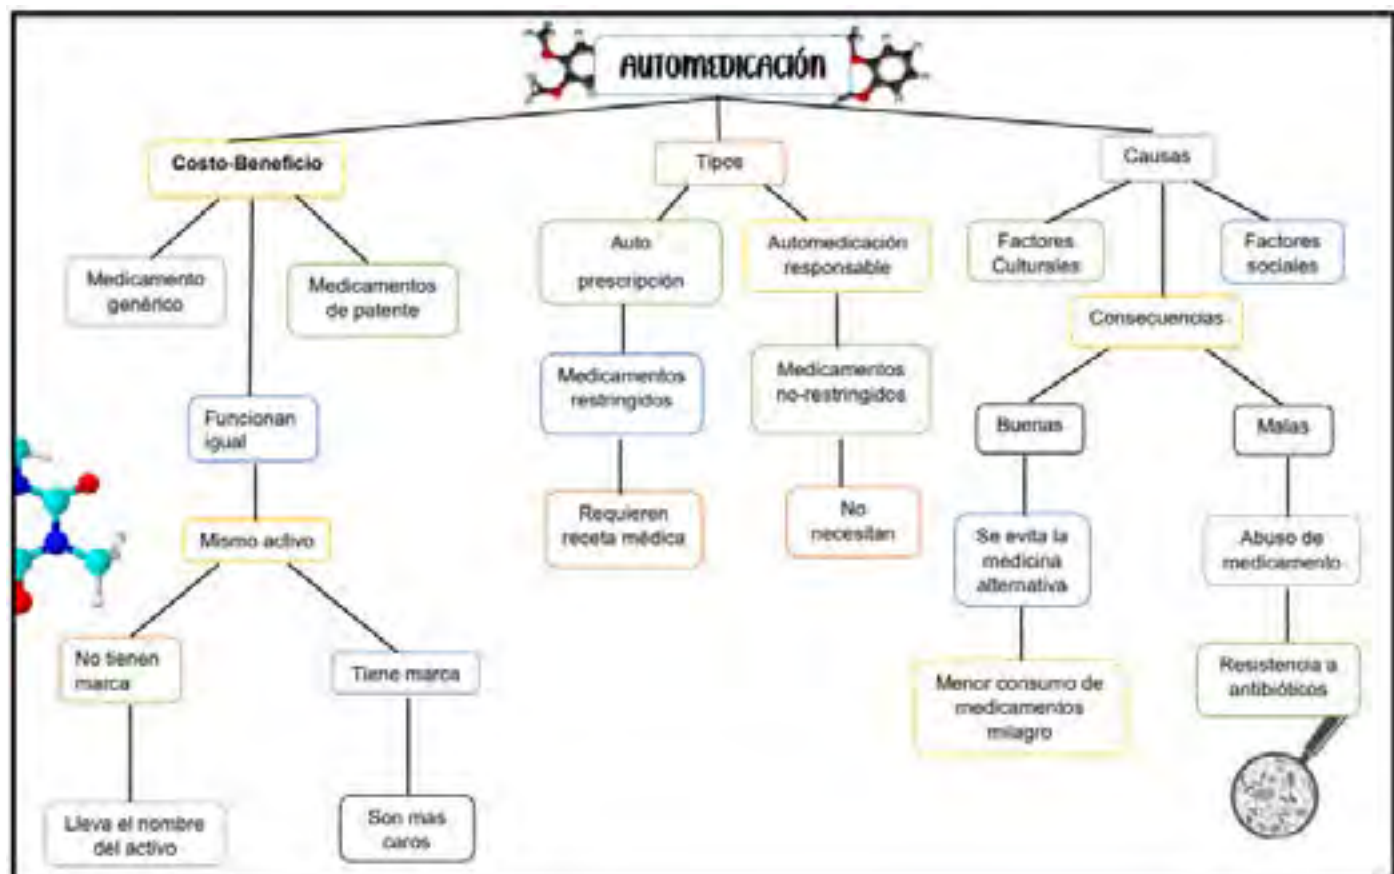 AUTOMEDICACIÓN
Costo-Beneficio
Tipos
Causas
Medicamento
genérico
Medicamentos
de patente
Auto
prescripción
Automedicación
responsable
Factores
Culturales
Factores
sociales
Consecuencias
Funcionan
igual
Medicamentos
restringidos
Medicamentos
no-restringidos
Buenas
Malas
Mismo activo
Requieren
receta médica
No
necesitan
Se evita la
medicina
alternativa
Abuso de
medicamento
No tienen
marca
Tiene marca
Menor consumo de
medicamentos
milagro
Resistencia a
antibióticos
Lleva el nombre
del activo
Son mas
caros